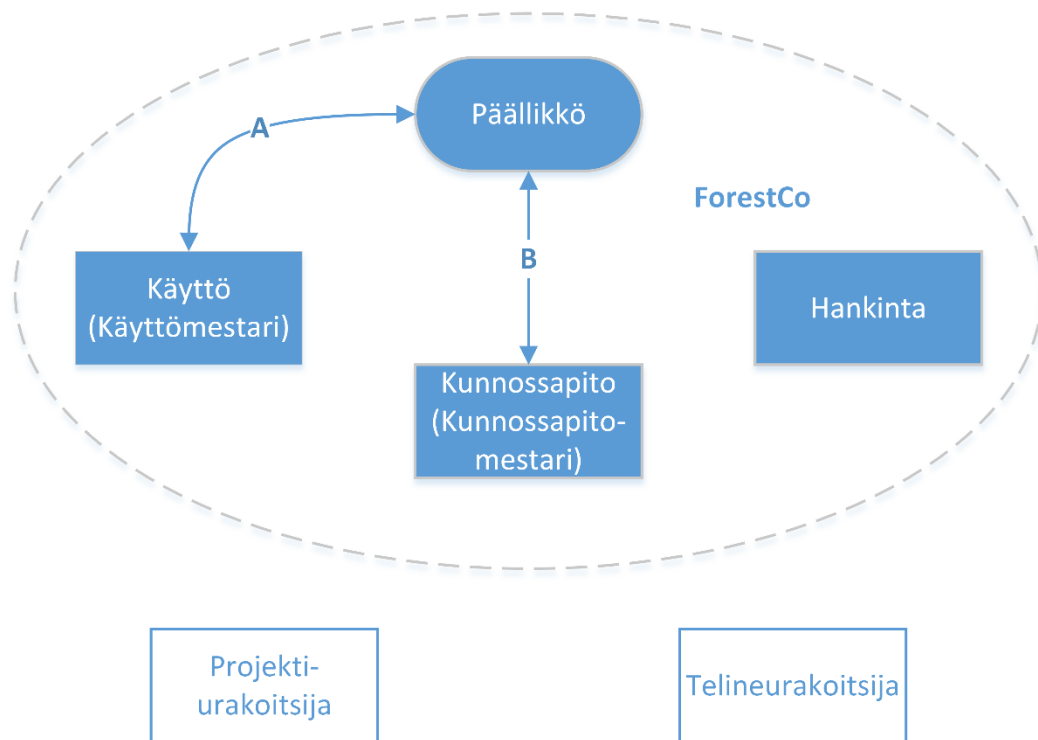 Päällikkö
A
ForestCo
B
Käyttö
(Käyttömestari)
Hankinta
Kunnossapito
(Kunnossapito-
mestari)
Projekti-
urakoitsija
Telineurakoitsija